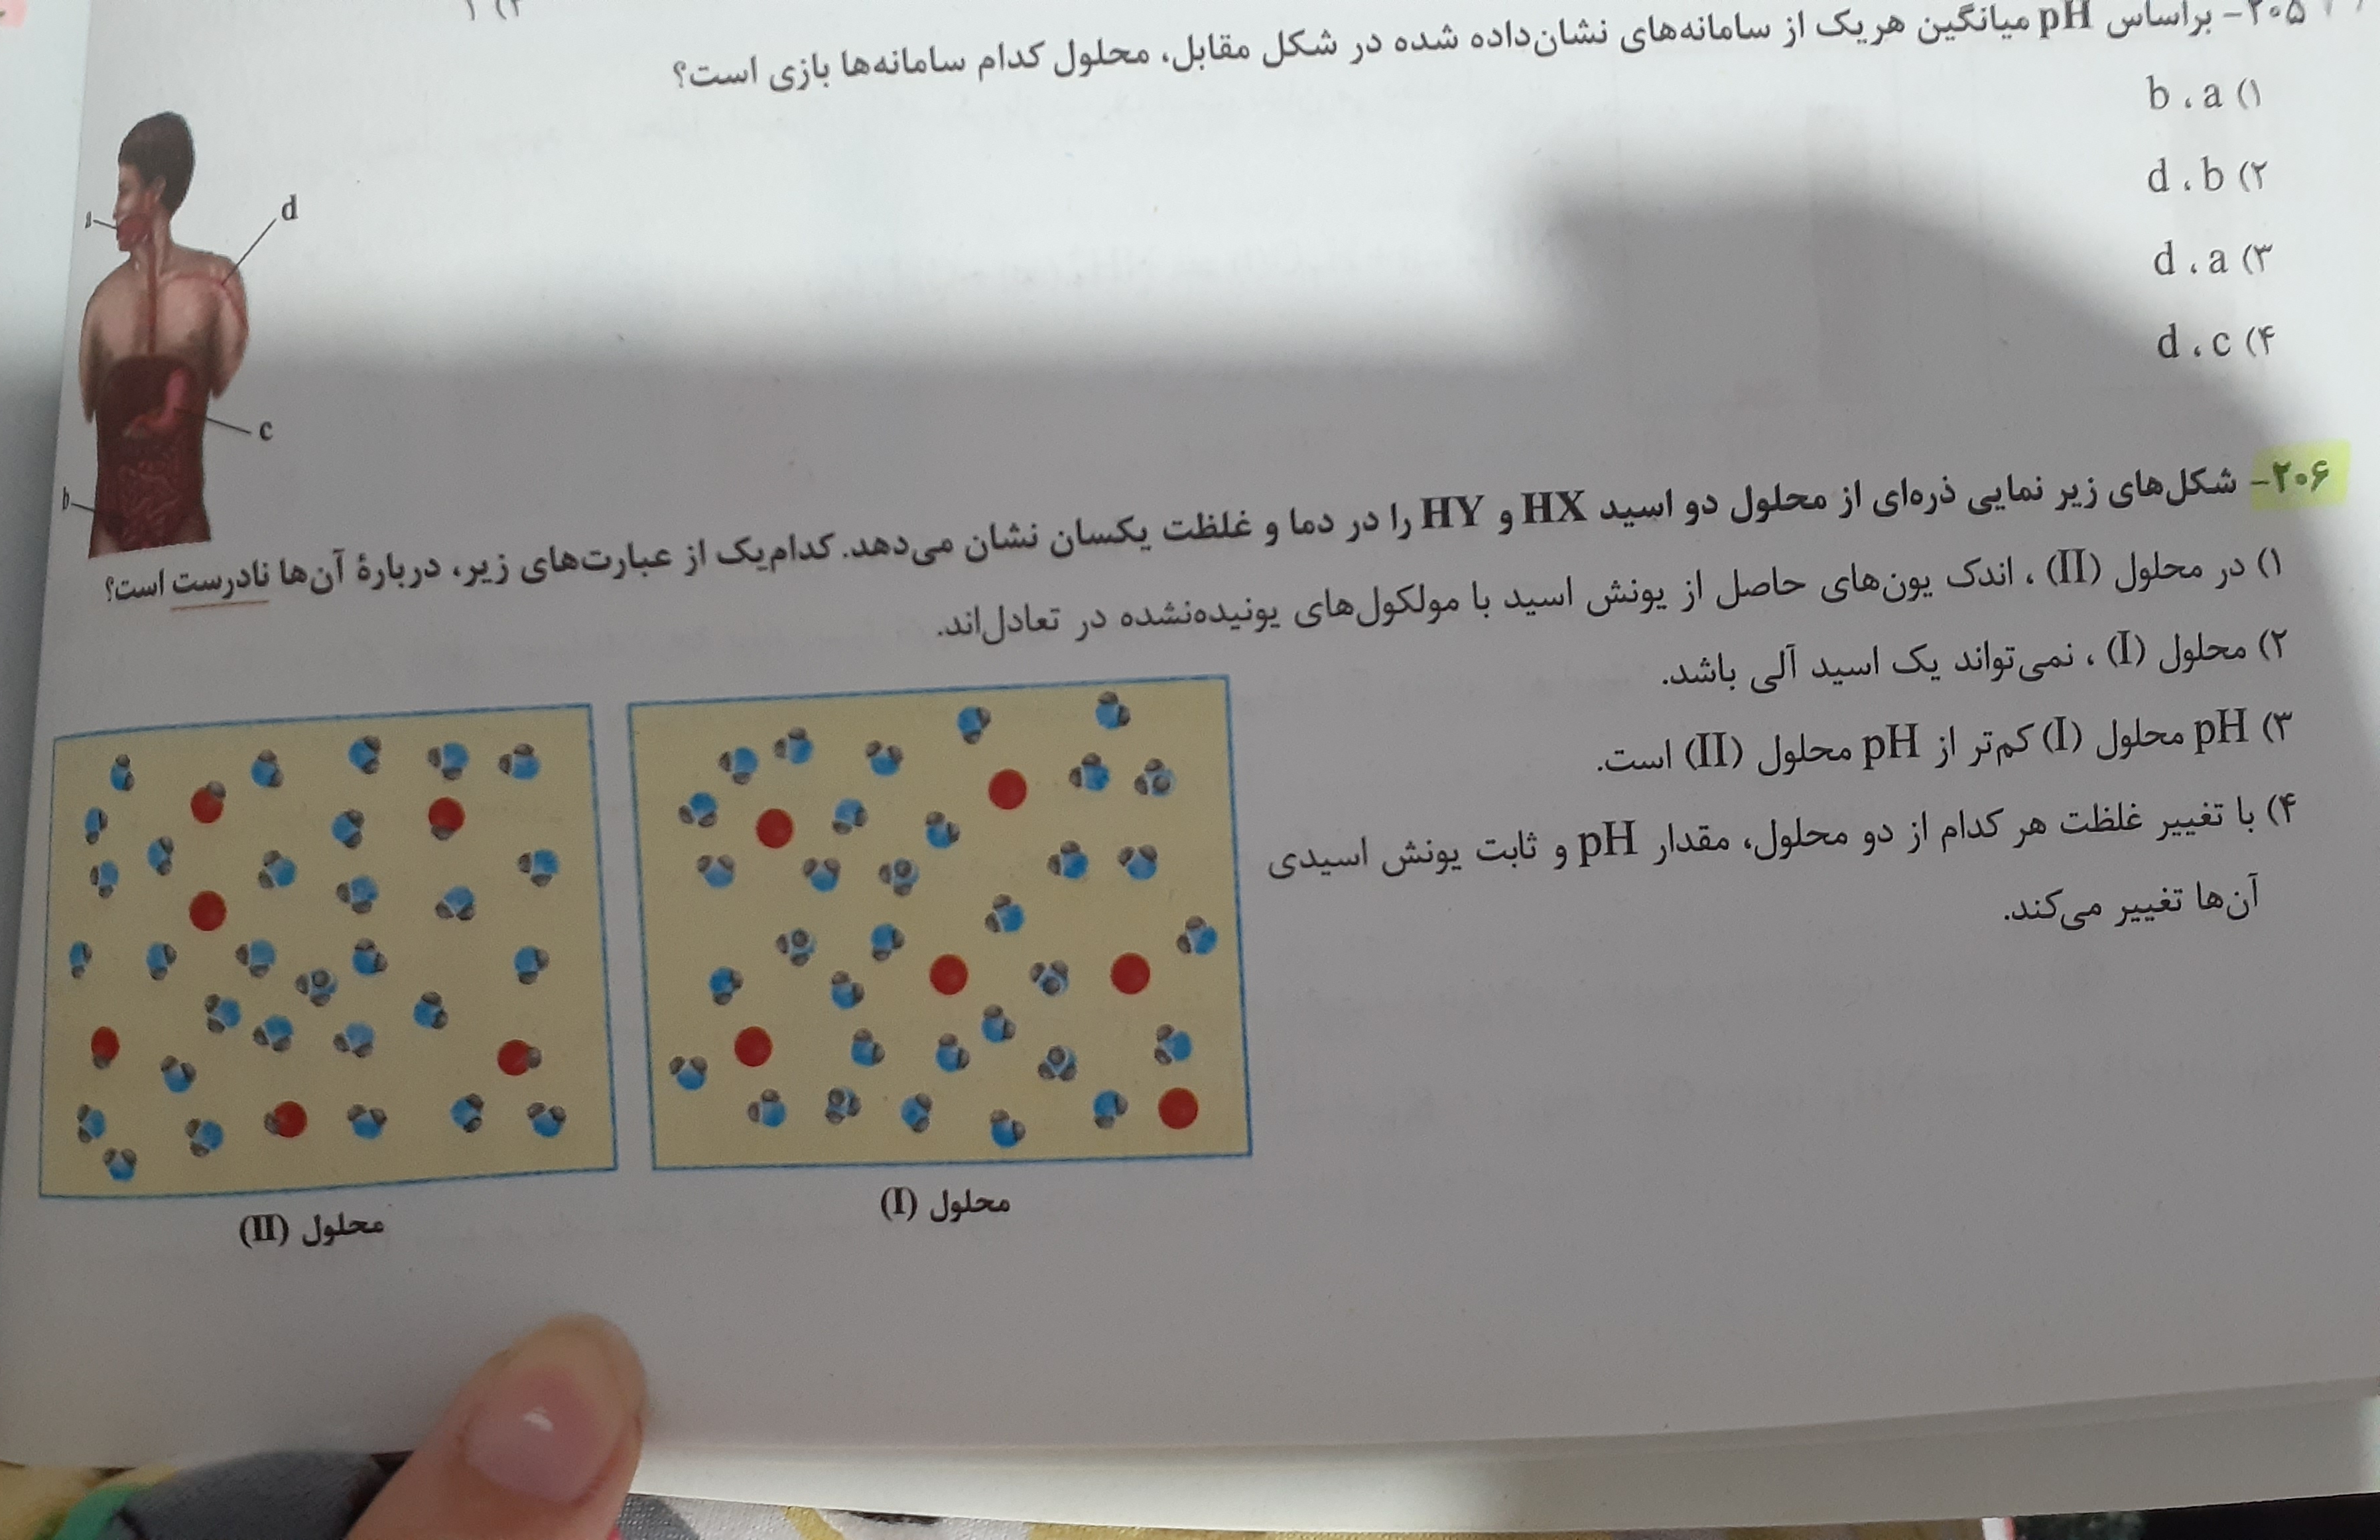 ۲۰۵- براساس pH میانگین هریک از سامانه‌های نشان‌داده شده در شکل مقابل، محلول کدام سامانه‌ها بازی است؟
۱) b ، a
۲) d ، b
۳) d ، a
۴) d ، c
a
d
c
b
۲۰۶- شکل‌های زیر نمایی ذره‌ای از محلول دو اسید HX و HY را در دما و غلظت یکسان نشان می‌دهد. کدام‌یک از عبارت‌های زیر، دربارهٔ آن‌ها نادرست است؟
۱) در محلول (II) ، اندک یون‌های حاصل از یونش اسید با مولکول‌های یونیده‌نشده در تعادل‌اند.
۲) محلول (I) ، نمی‌تواند یک اسید آلی باشد.
۳) pH محلول (I) کم‌تر از pH محلول (II) است.
۴) با تغییر غلظت هر کدام از دو محلول، مقدار pH و ثابت یونش اسیدی
آن‌ها تغییر می‌کند.
محلول (I)
محلول (II)